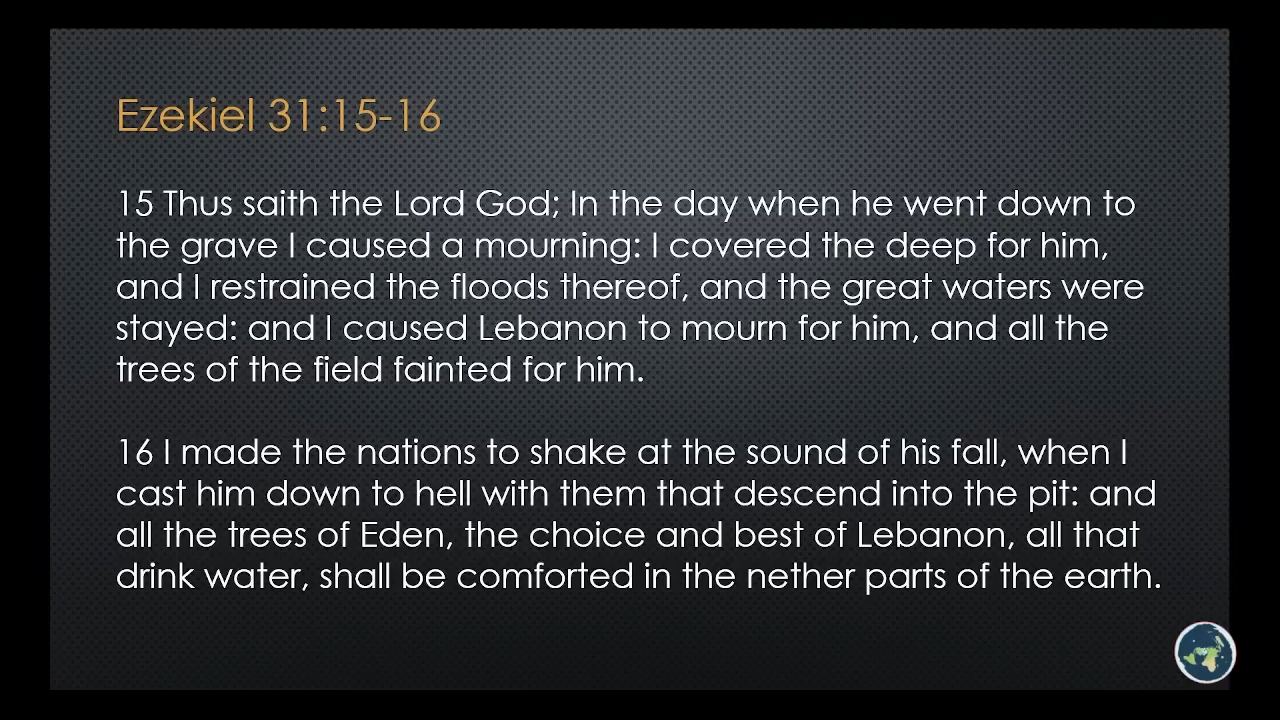 Ezekiel 31:15-16
15 Thus saith the Lord God; In the day when he went down to
the grave I caused a mourning: I covered the deep for him,
and I restrained the floods thereof, and the great waters were
stayed: and I caused Lebanon to mourn for him, and all the
trees of the field fainted for him.
16 I made the nations to shake at the sound of his fall, when I
cast him down to hell with them that descend into the pit: and
all the trees of Eden, the choice and best of Lebanon, all that
drink water, shall be comforted in the nether parts of the earth.